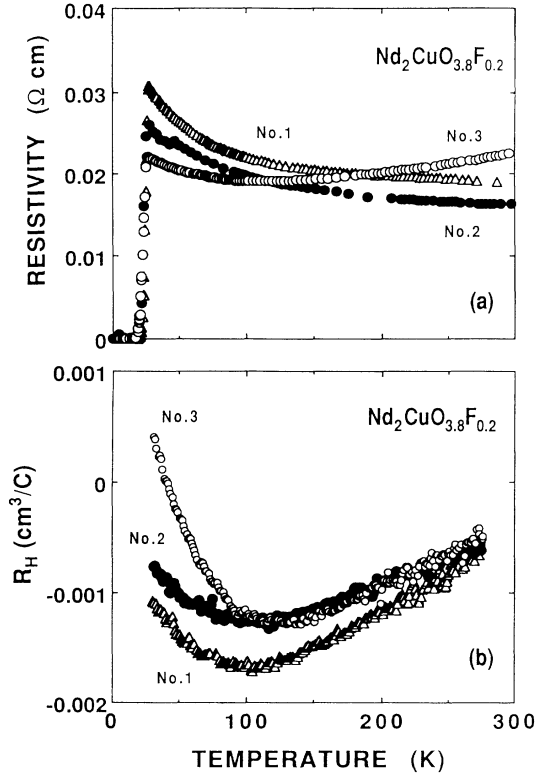 0.04
Nd2CuO3.8F0.2
0.03
No.1
No.3
0.02
No.2
0.01
(a)
0
RESISTIVITY (Ω cm)
0.001
Nd2CuO3.8F0.2
No.3
0
No.2
-0.001
No.1
(b)
-0.002
RH (cm3/C)
0 100 200 300
TEMPERATURE (K)